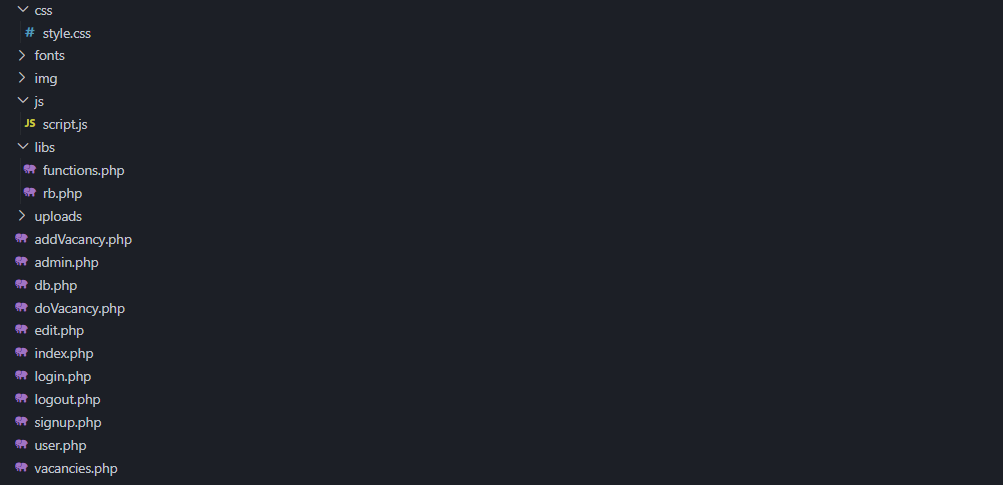 css
# style.css
fonts
img
js
JS script.js
libs
functions.php
rb.php
uploads
addVacancy.php
admin.php
db.php
doVacancy.php
edit.php
index.php
login.php
logout.php
signup.php
user.php
vacancies.php